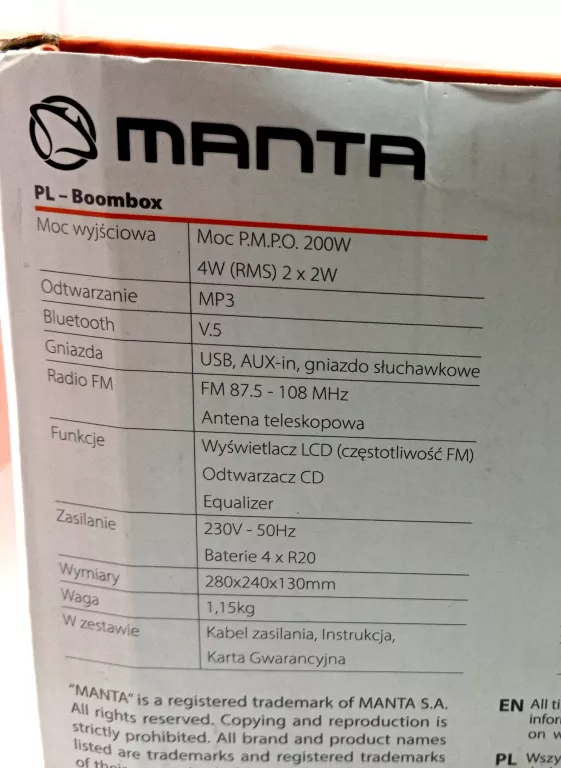 MANTA
PL – Boombox
Moc wyjściowa Moc P.M.P.O. 200W
4W (RMS) 2 x 2W
Odtwarzanie MP3
Bluetooth V.5
Gniazda USB, AUX-in, gniazdo słuchawkowe
Radio FM FM 87.5 - 108 MHz
Antena teleskopowa
Funkcje Wyświetlacz LCD (częstotliwość FM)
Odtwarzacz CD
Equalizer
Zasilanie 230V - 50Hz
Baterie 4 x R20
Wymiary 280x240x130mm
Waga 1,15kg
W zestawie Kabel zasilania, Instrukcja,
Karta Gwarancyjna
"MANTA" is a registered trademark of MANTA S.A.
All rights reserved. Copying and reproduction is
strictly prohibited. All brand and product names
listed are trademarks and registered trademarks
of
EN All
on
PL